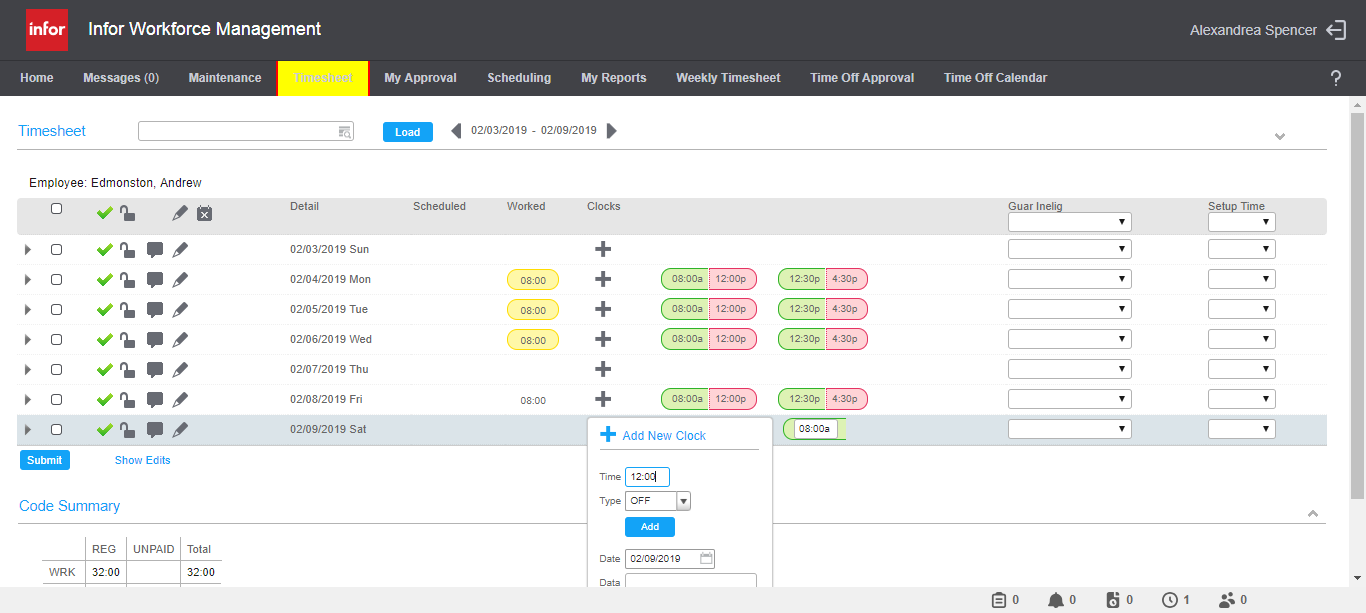 infor Infor Workforce Management Alexandrea Spencer
Home Messages (0) Maintenance Timesheet My Approval Scheduling My Reports Weekly Timesheet Time Off Approval Time Off Calendar ?
Timesheet Load 02/03/2019 - 02/09/2019
Employee: Edmonston, Andrew
Detail Scheduled Worked Clocks Guar Inelig Setup Time
02/03/2019 Sun
02/04/2019 Mon 08:00 08:00a 12:00p 12:30p 4:30p
02/05/2019 Tue 08:00 08:00a 12:00p 12:30p 4:30p
02/06/2019 Wed 08:00 08:00a 12:00p 12:30p 4:30p
02/07/2019 Thu
02/08/2019 Fri 08:00 08:00a 12:00p 12:30p 4:30p
02/09/2019 Sat 08:00a
Add New Clock
Submit Show Edits
Time 12:00
Type OFF
Add
Date 02/09/2019
Data
Code Summary
REG UNPAID Total
WRK 32:00 32:00
0 0 0 1 0